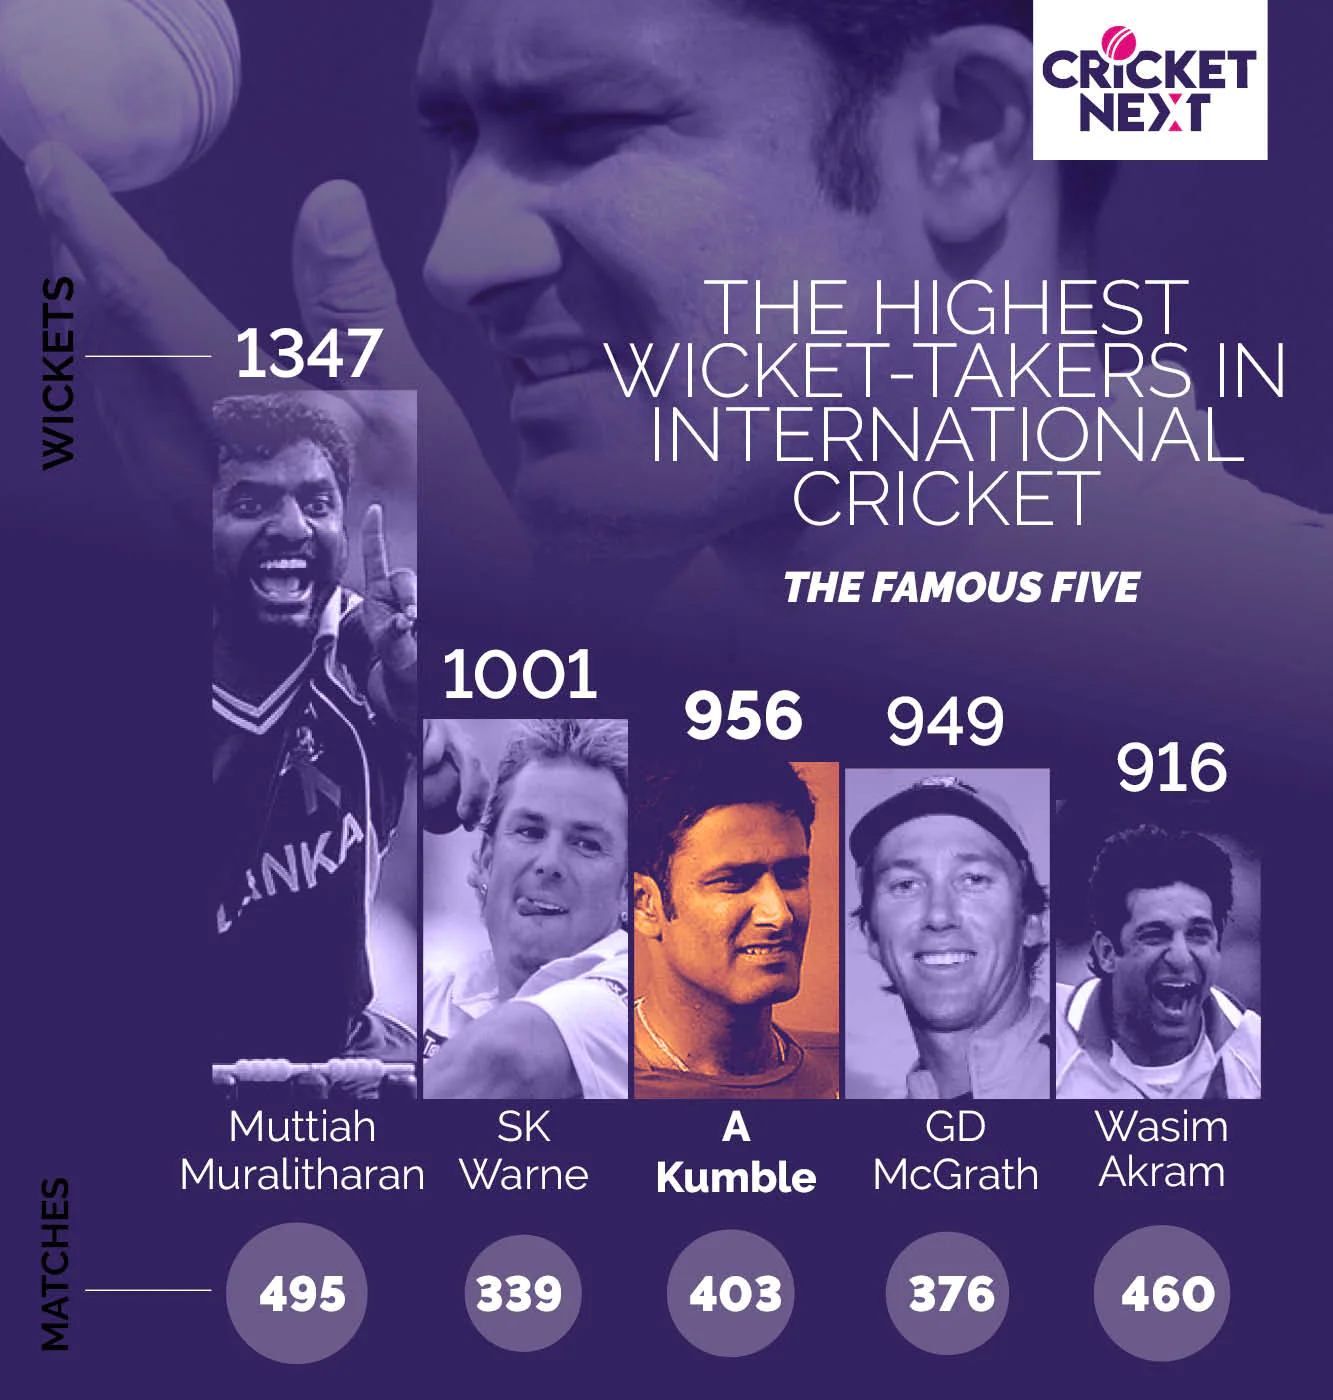 CRICKET
NEXT
THE HIGHEST
WICKET-TAKERS IN
INTERNATIONAL
CRICKET
THE FAMOUS FIVE
WICKETS
1347
1001
956
949
916
LANKA
Muttiah
Muralitharan
SK
Warne
A
Kumble
GD
McGrath
Wasim
Akram
MATCHES
495
339
403
376
460